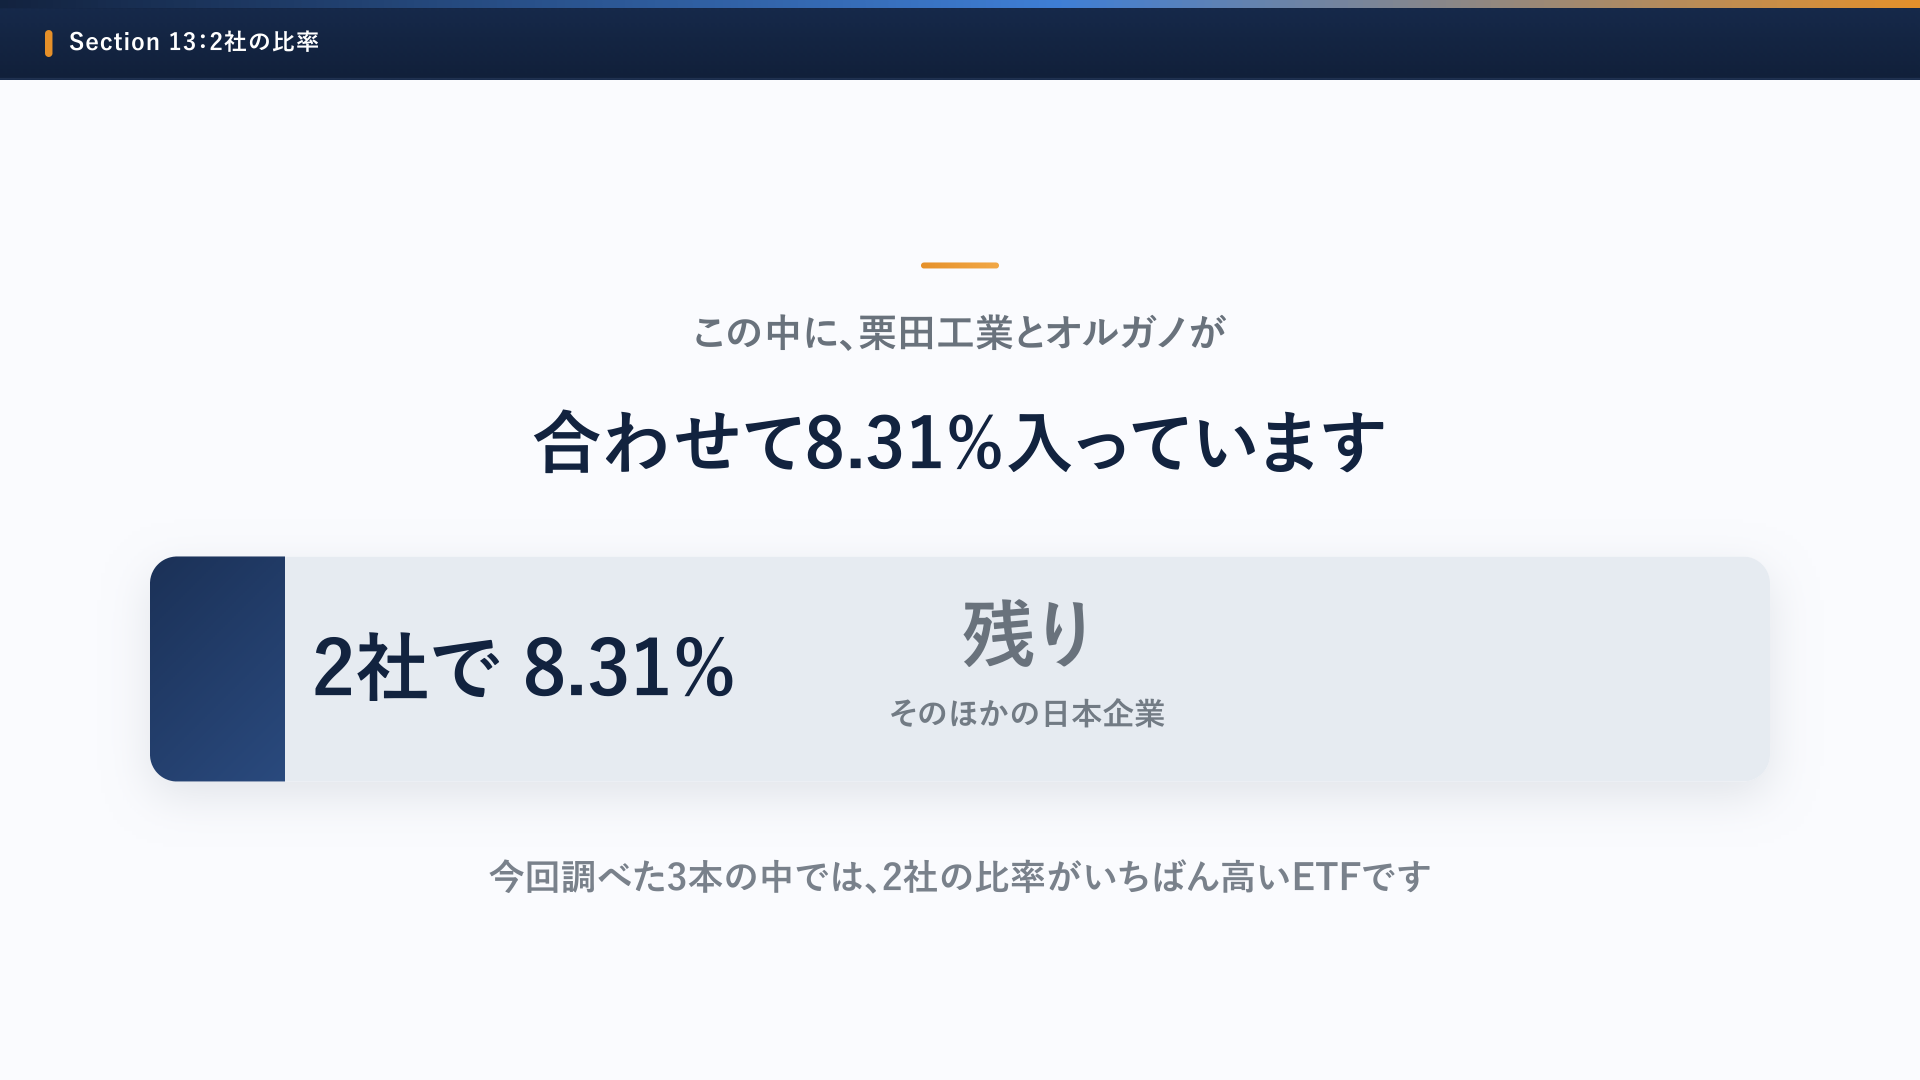 Section 13：2社の比率
この中に、栗田工業とオルガノが
合わせて8.31%入っています
2社で 8.31%
残り
そのほかの日本企業
今回調べた3本の中では、2社の比率がいちばん高いETFです